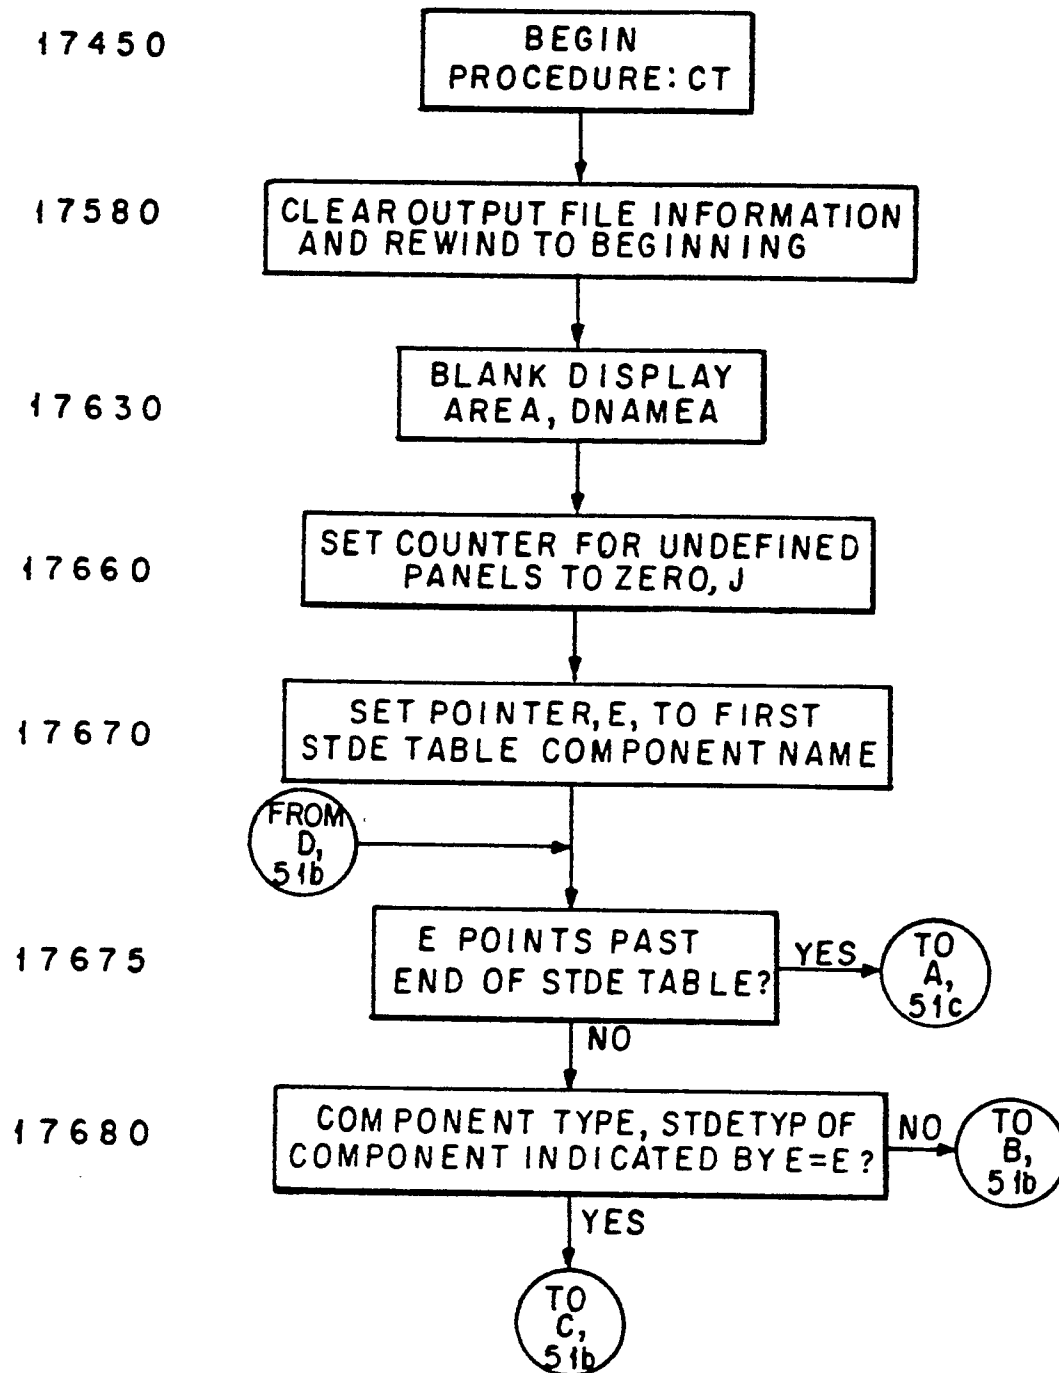 17450
BEGIN
PROCEDURE: CT
17580
CLEAR OUTPUT FILE INFORMATION
AND REWIND TO BEGINNING
17630
BLANK DISPLAY
AREA, DNAMEA
17660
SET COUNTER FOR UNDEFINED
PANELS TO ZERO, J
17670
SET POINTER, E, TO FIRST
STDE TABLE COMPONENT NAME
FROM
D,
51b
17675
E POINTS PAST
END OF STDE TABLE?
YES
TO
A,
51c
NO
17680
COMPONENT TYPE, STDETYP OF
COMPONENT INDICATED BY E=E?
NO
TO
B,
51b
YES
TO
C,
51b